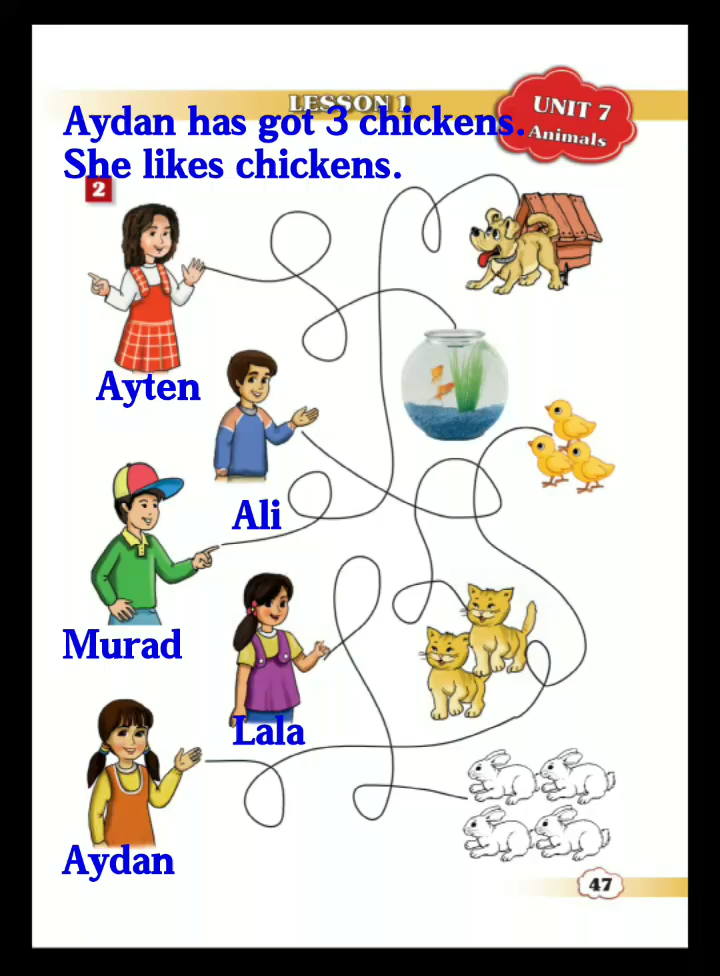 LESSON 1
UNIT 7
Animals
Aydan has got 3 chickens.
She likes chickens.
2
Ayten
Ali
Murad
Lala
Aydan
47